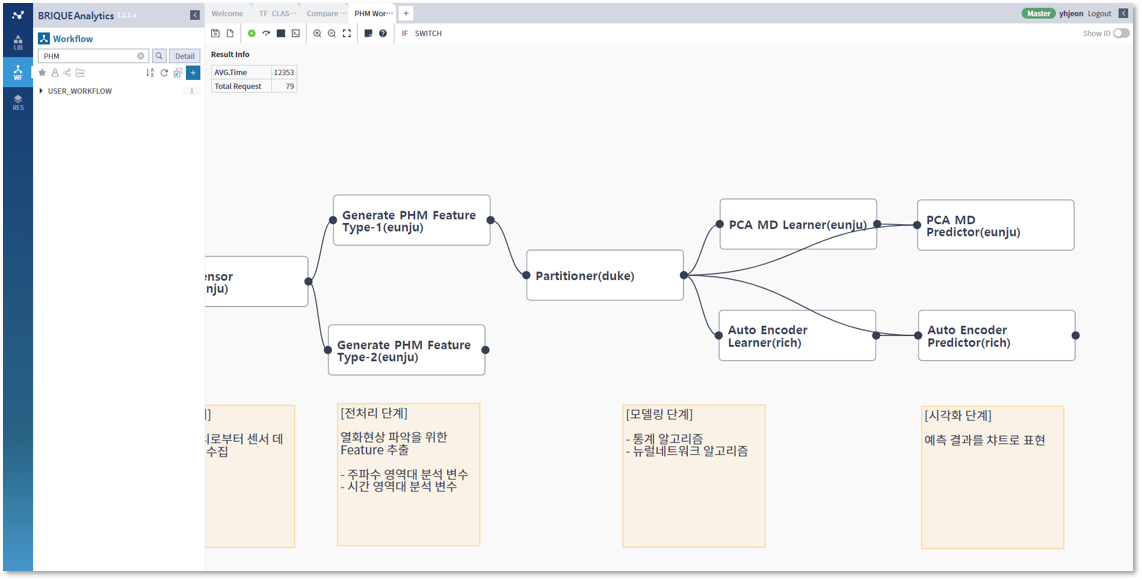 BRIQUEAnalytics 1.2.1-a
Welcome
TF_CLAS···
Compare ···
PHM Wor···
+
Master yhjeon Logout
LIB
WF
RES
Workflow
PHM
Detail
USER_WORKFLOW
1
IF SWITCH
Show ID
Result Info
AVG.Time 12353
Total Request 79
ensor
nju)
Generate PHM Feature
Type-1(eunju)
Generate PHM Feature
Type-2(eunju)
Partitioner(duke)
PCA MD Learner(eunju)
PCA MD
Predictor(eunju)
Auto Encoder
Learner(rich)
Auto Encoder
Predictor(rich)
]
로부터 센서 데
수집
[전처리 단계]
열화현상 파악을 위한
Feature 추출
- 주파수 영역대 분석 변수
- 시간 영역대 분석 변수
[모델링 단계]
- 통계 알고리즘
- 뉴럴네트워크 알고리즘
[시각화 단계]
예측 결과를 챠트로 표현